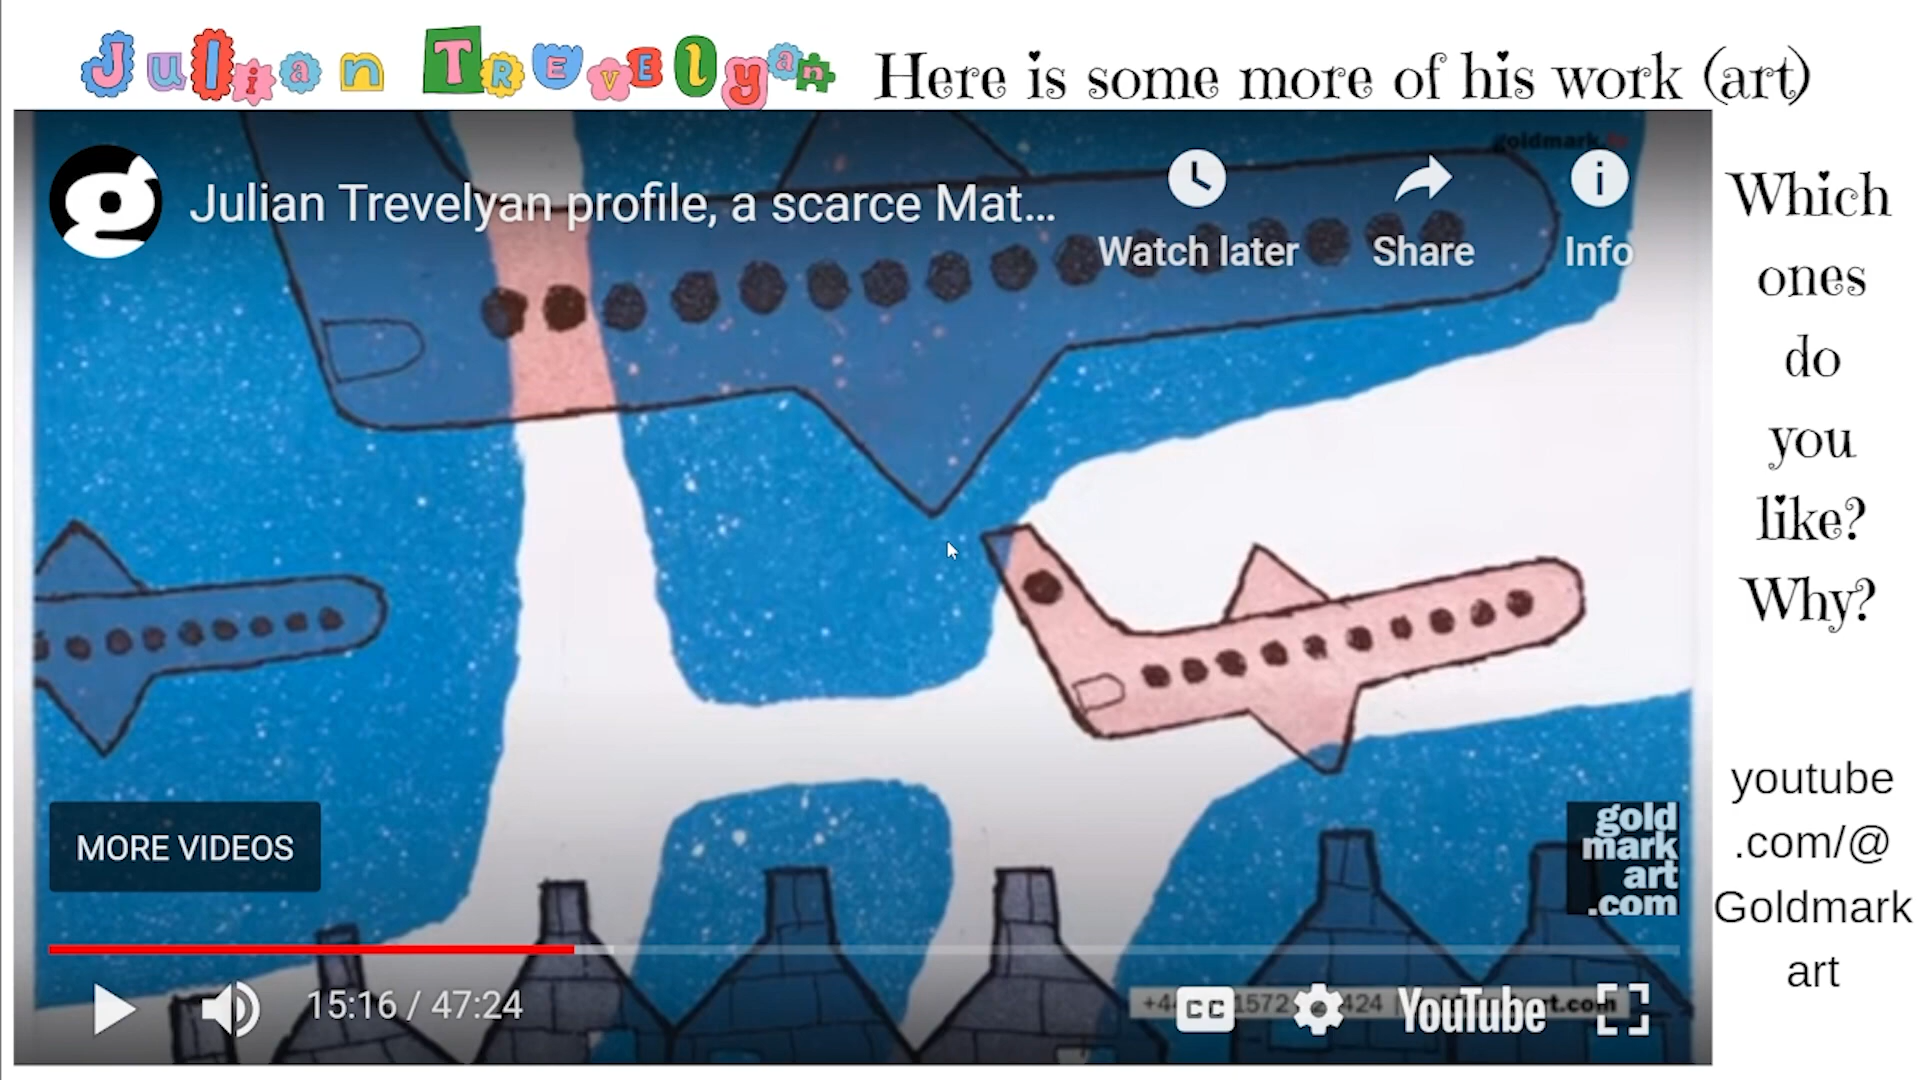 Julian Trevelyan Here is some more of his work (art)
goldmark
Julian Trevelyan profile, a scarce Mat...
Watch later
Share
Info
Which
ones
do
you
like?
Why?
MORE VIDEOS
gold
mark
art
.com
youtube
.com/@
Goldmark
art
15:16 / 47:24
CC
YouTube